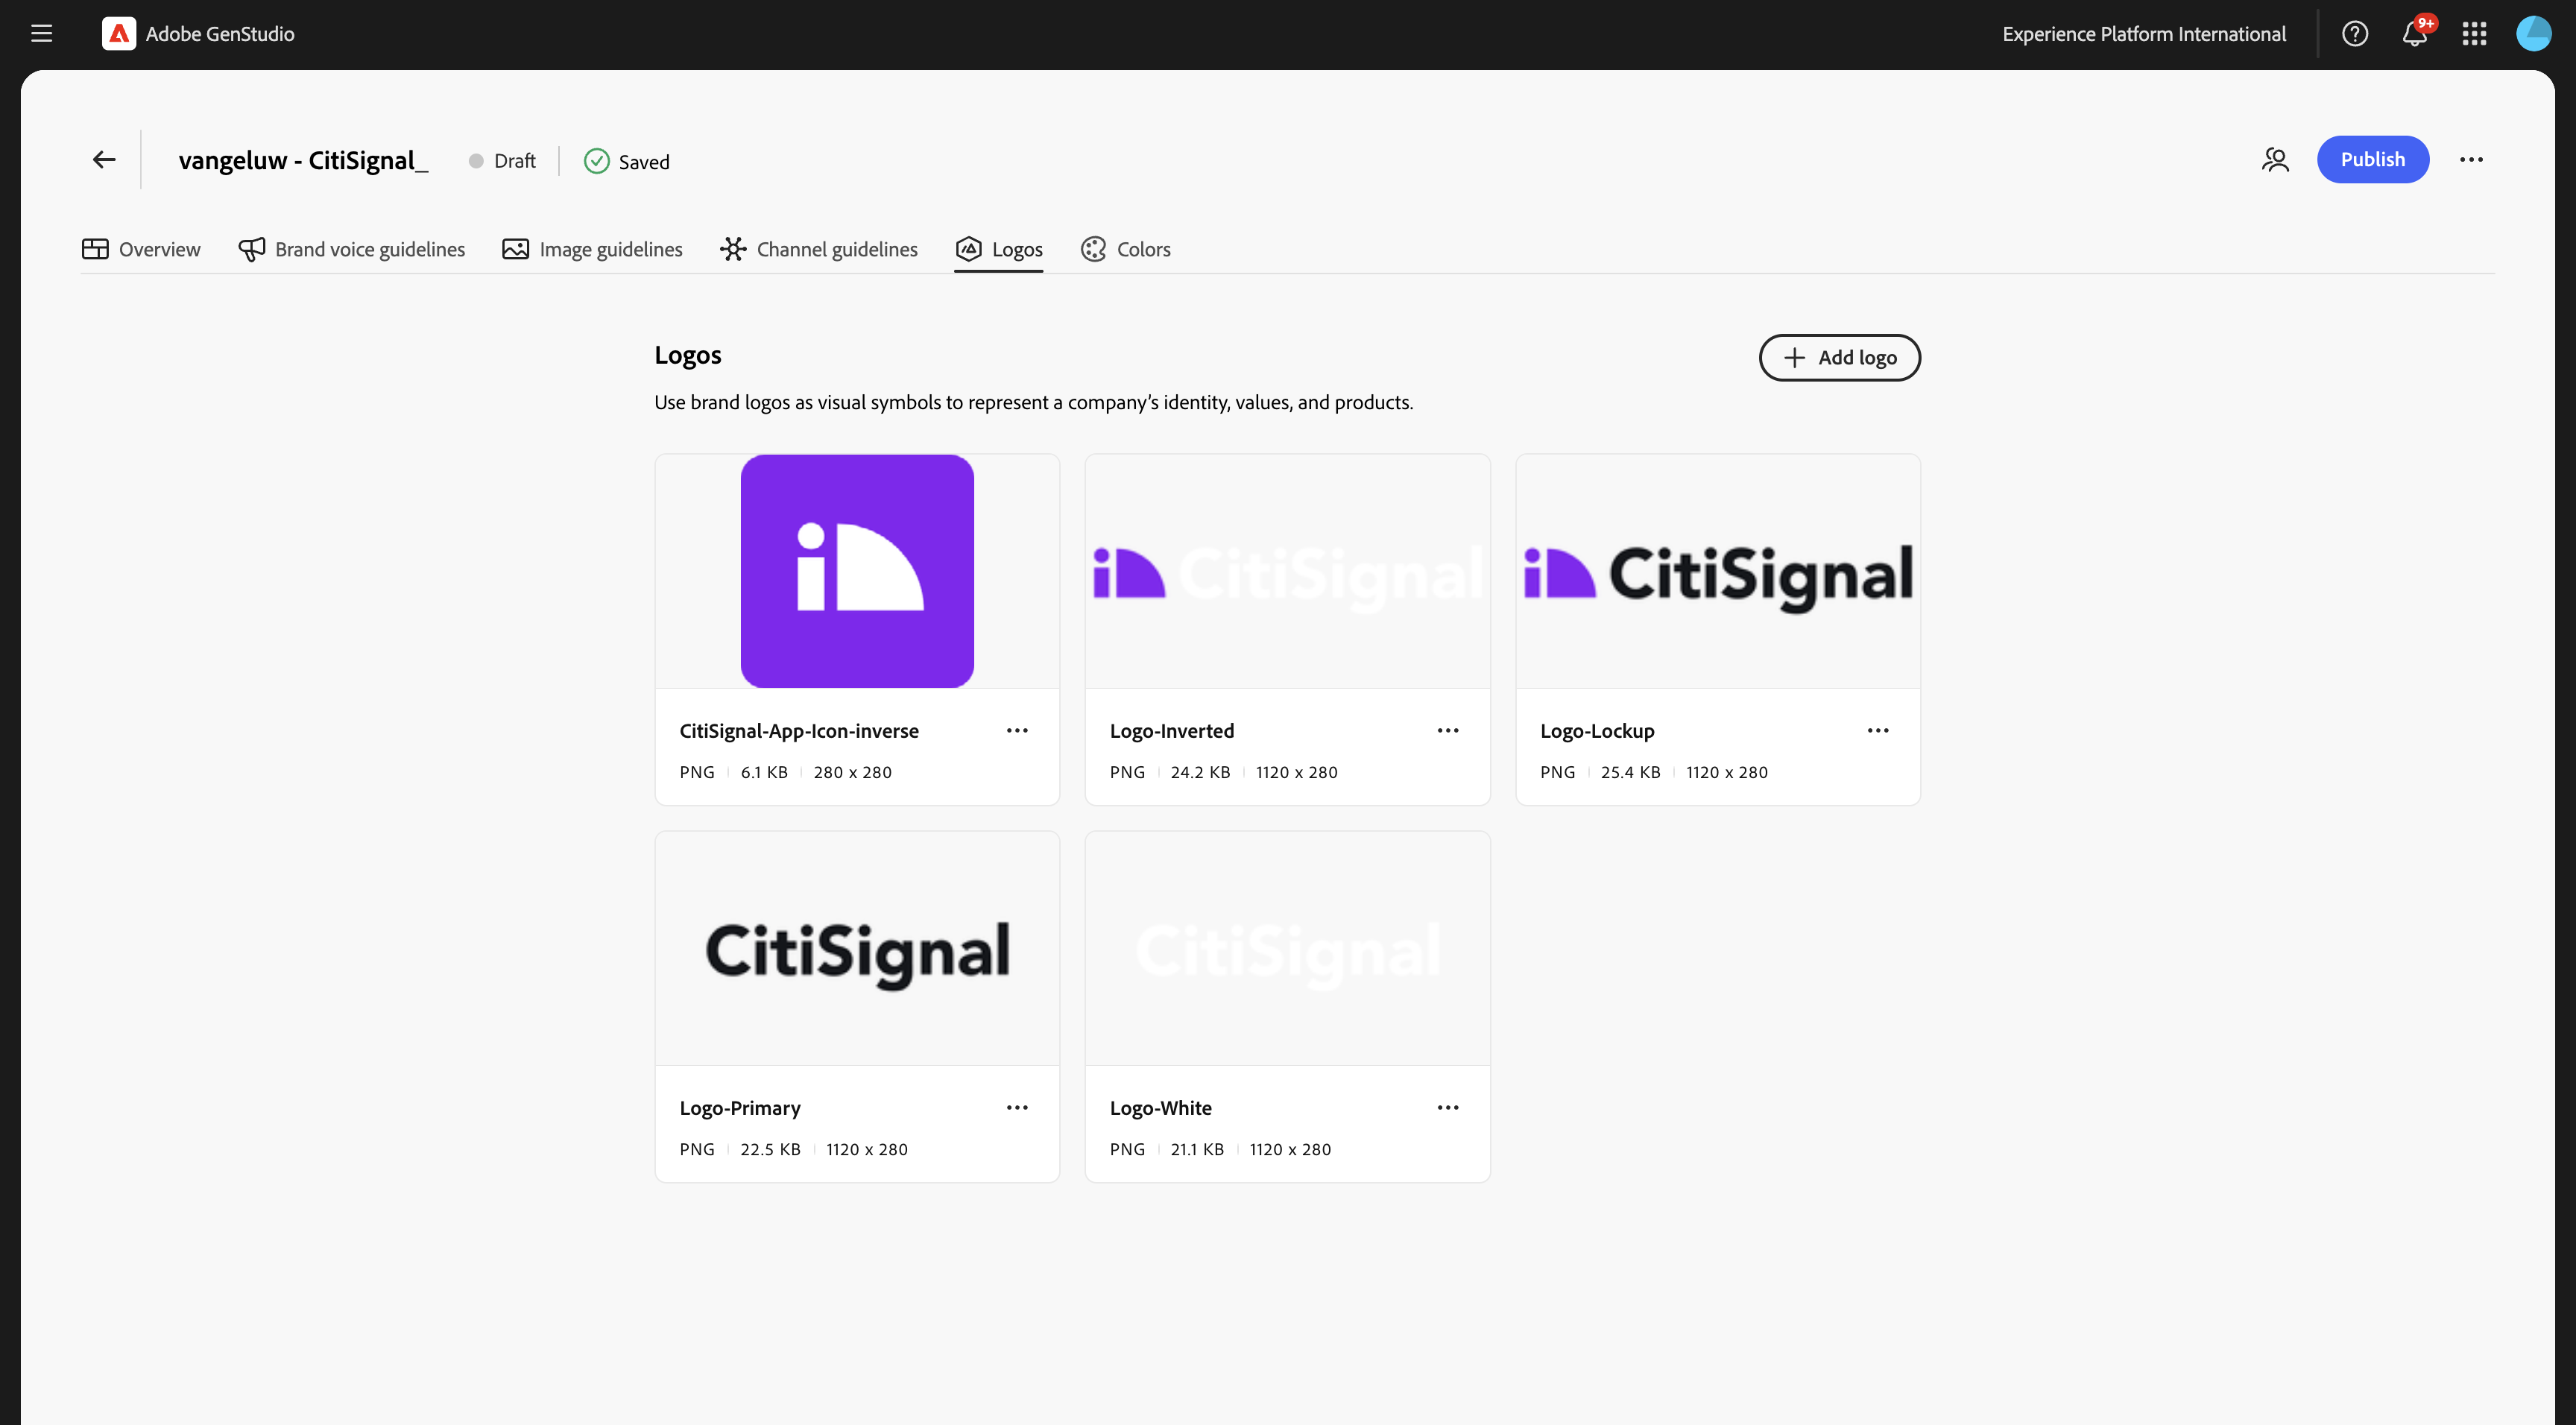 Adobe GenStudio
Experience Platform International
9+
vangeluw - CitiSignal_
Draft
Saved
Publish
Overview
Brand voice guidelines
Image guidelines
Channel guidelines
Logos
Colors
Logos
Add logo
Use brand logos as visual symbols to represent a company’s identity, values, and products.
CitiSignal
CitiSignal
CitiSignal-App-Icon-inverse
PNG 6.1 KB 280 x 280
Logo-Inverted
PNG 24.2 KB 1120 x 280
Logo-Lockup
PNG 25.4 KB 1120 x 280
CitiSignal
CitiSignal
Logo-Primary
PNG 22.5 KB 1120 x 280
Logo-White
PNG 21.1 KB 1120 x 280